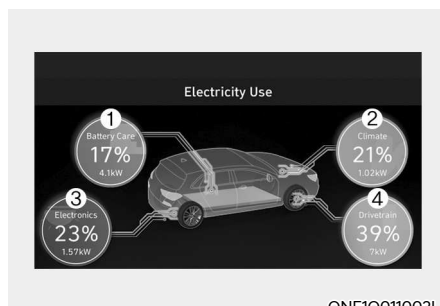 Electricity Use
1
Battery Care
17%
4.1kW
2
Climate
21%
1.02kW
3
Electronics
23%
1.57kW
4
Drivetrain
39%
7kW